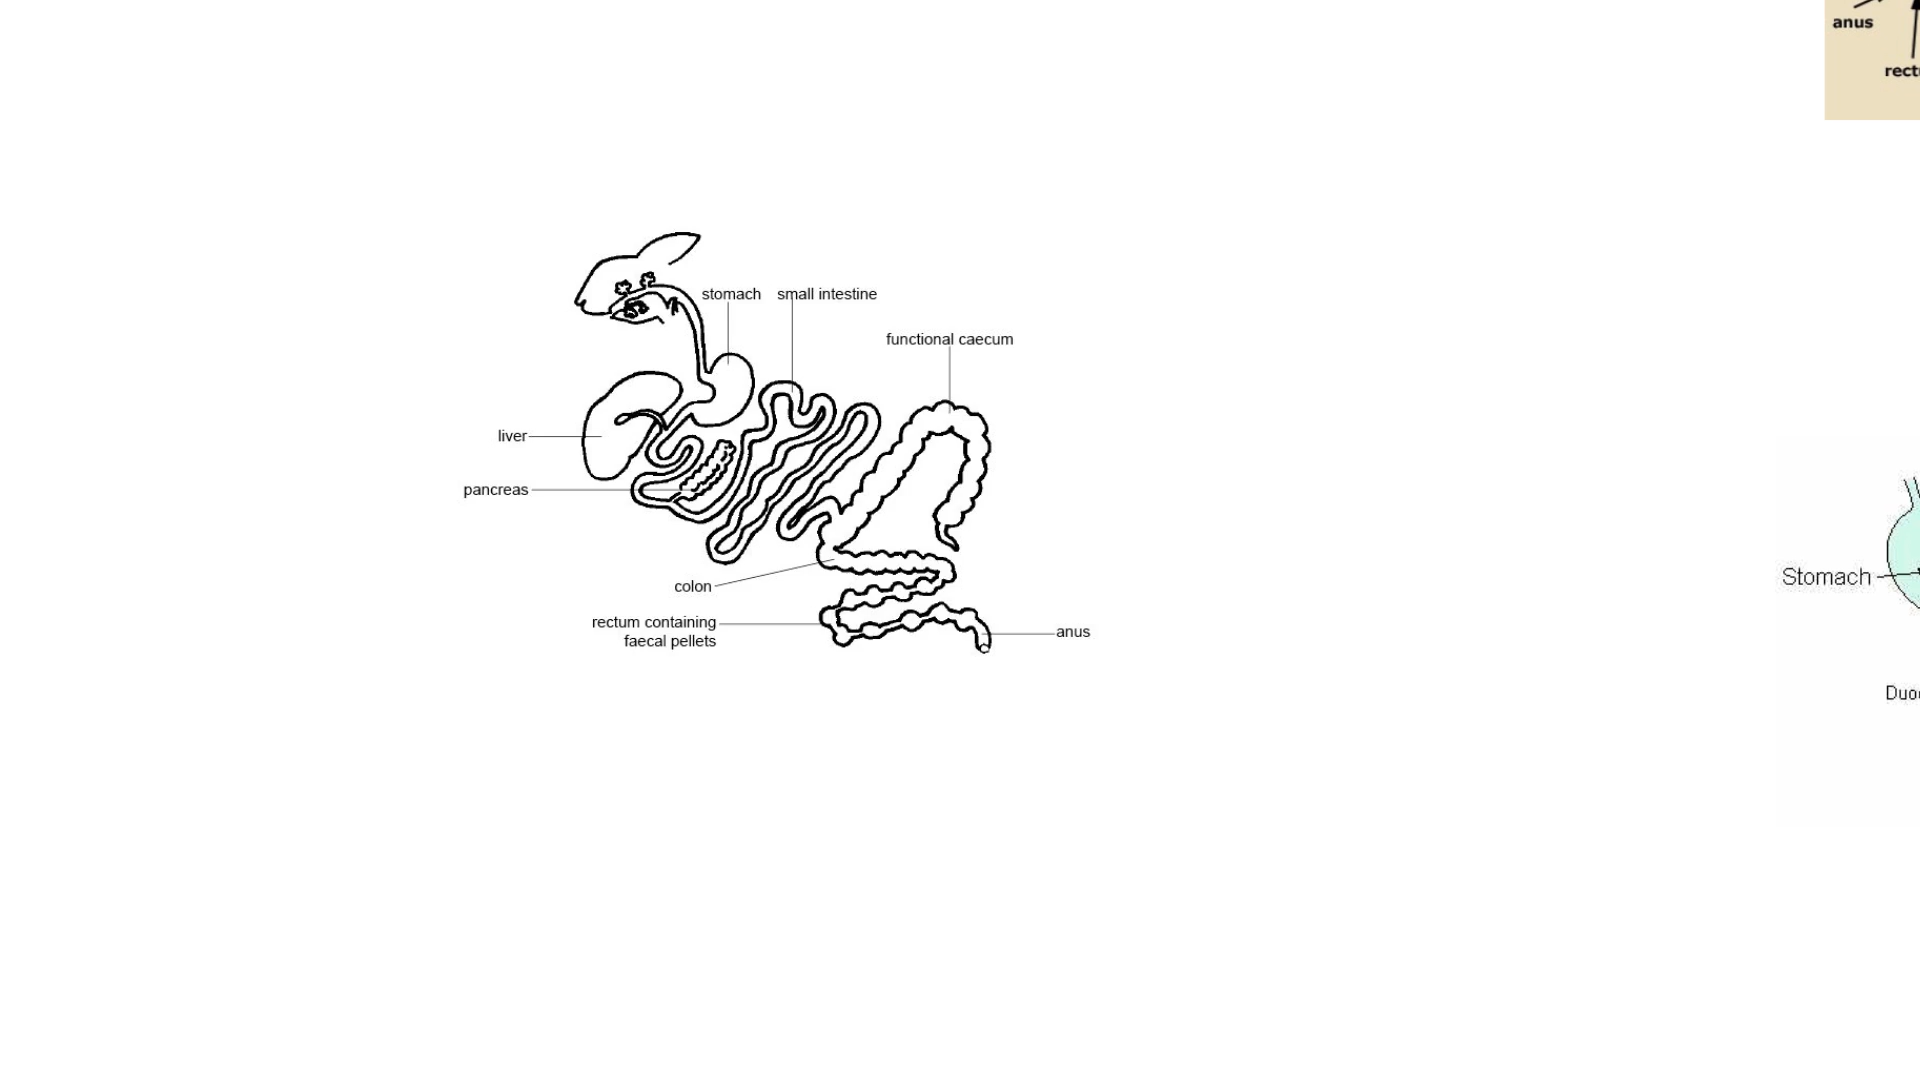 anus
stomach
small intestine
functional caecum
liver
pancreas
Stomach
colon
rectum containing
faecal pellets
anus